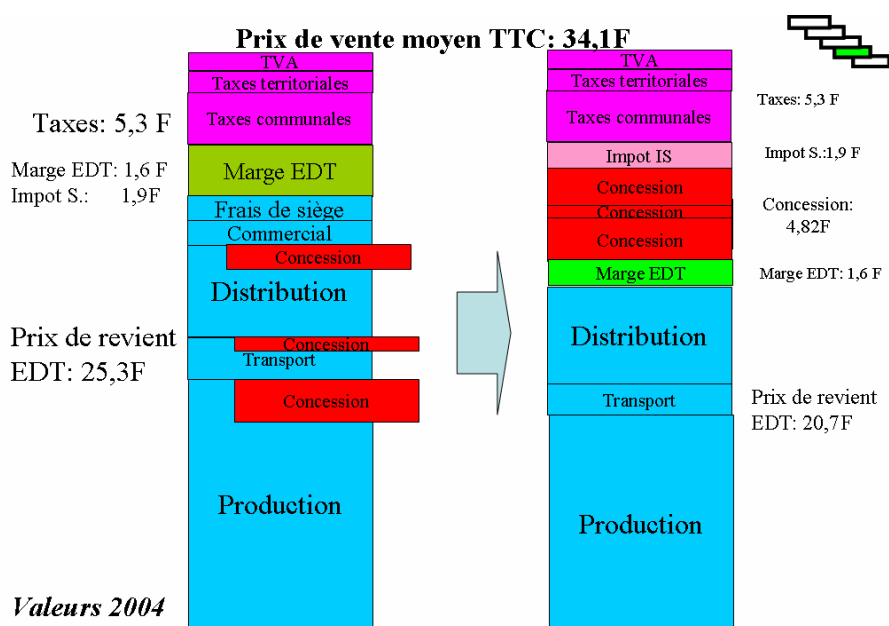 Prix de vente moyen TTC: 34,1F
TVA
Taxes territoriales
Taxes communales
Taxes: 5,3 F
Marge EDT: 1,6 F
Impot S.: 1,9F
Marge EDT
Frais de siège
Commercial
Concession
Distribution
Prix de revient
EDT: 25,3F
Concession
Transport
Concession
Production
Valeurs 2004
TVA
Taxes territoriales
Taxes communales
Taxes: 5,3 F
Impot IS
Impot S.:1,9 F
Concession
Concession
Concession
Concession:
4,82F
Marge EDT
Marge EDT: 1,6 F
Distribution
Transport
Prix de revient
EDT: 20,7F
Production